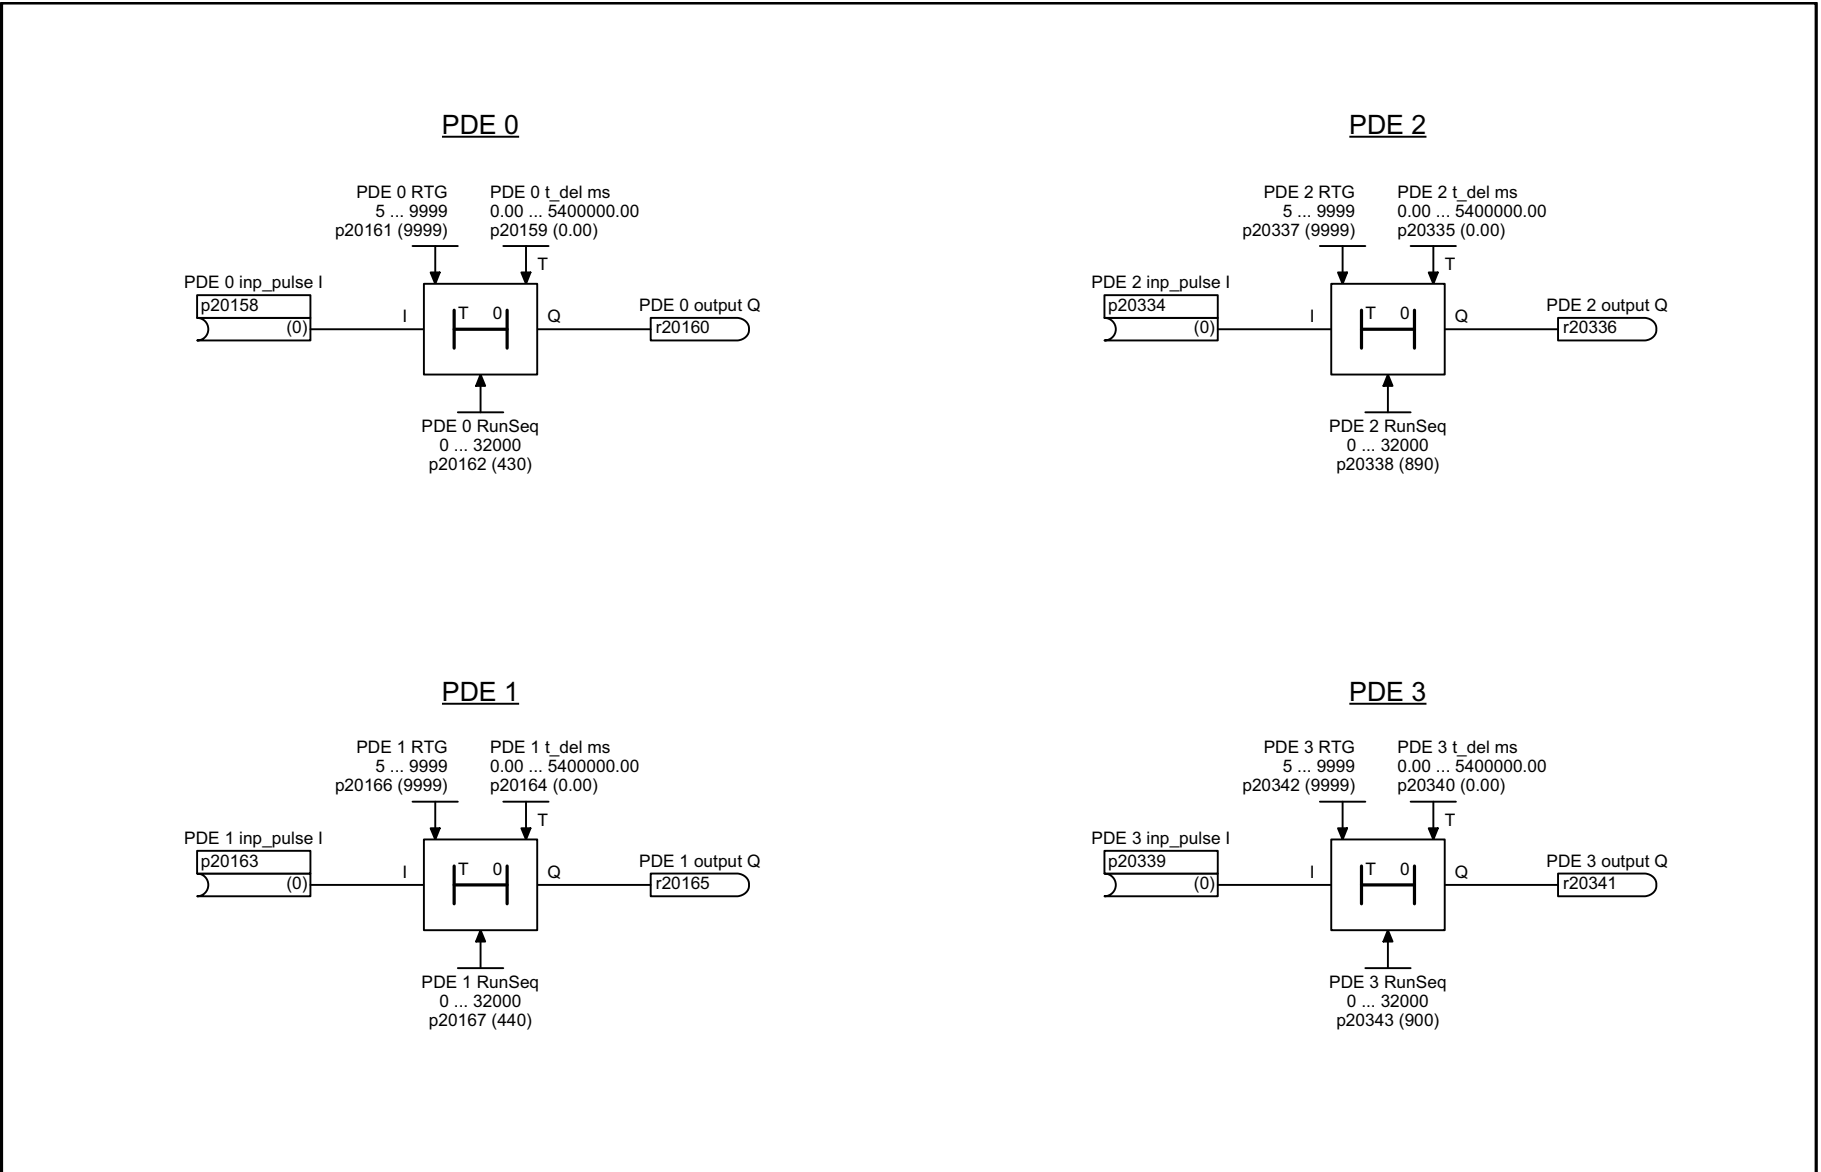 PDE 0
PDE 0 RTG
5 ... 9999
p20161 (9999)
PDE 0 t_del ms
0.00 ... 5400000.00
p20159 (0.00)
T
PDE 0 inp_pulse I
p20158
(0)
I
T 0
Q
PDE 0 output Q
r20160
PDE 0 RunSeq
0 ... 32000
p20162 (430)
PDE 2
PDE 2 RTG
5 ... 9999
p20337 (9999)
PDE 2 t_del ms
0.00 ... 5400000.00
p20335 (0.00)
T
PDE 2 inp_pulse I
p20334
(0)
I
T 0
Q
PDE 2 output Q
r20336
PDE 2 RunSeq
0 ... 32000
p20338 (890)
PDE 1
PDE 1 RTG
5 ... 9999
p20166 (9999)
PDE 1 t_del ms
0.00 ... 5400000.00
p20164 (0.00)
T
PDE 1 inp_pulse I
p20163
(0)
I
T 0
Q
PDE 1 output Q
r20165
PDE 1 RunSeq
0 ... 32000
p20167 (440)
PDE 3
PDE 3 RTG
5 ... 9999
p20342 (9999)
PDE 3 t_del ms
0.00 ... 5400000.00
p20340 (0.00)
T
PDE 3 inp_pulse I
p20339
(0)
I
T 0
Q
PDE 3 output Q
r20341
PDE 3 RunSeq
0 ... 32000
p20343 (900)